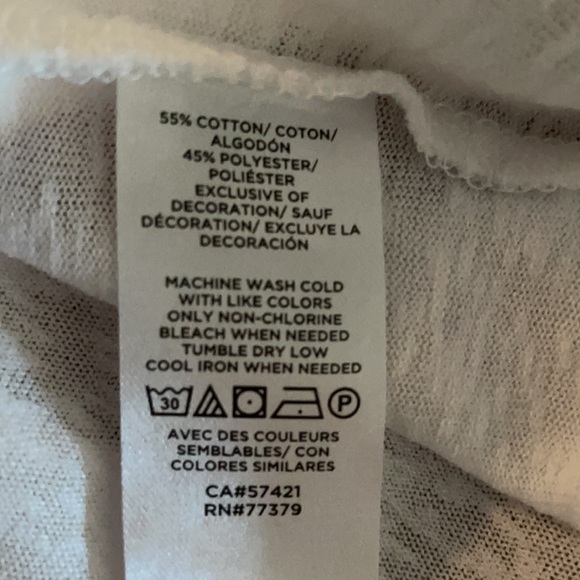 55% COTTON/ COTON/
ALGODÓN
45% POLYESTER/
POLIÉSTER
EXCLUSIVE OF
DECORATION/ SAUF
DÉCORATION/ EXCLUYE LA
DECORACIÓN
MACHINE WASH COLD
WITH LIKE COLORS
ONLY NON-CHLORINE
BLEACH WHEN NEEDED
TUMBLE DRY LOW
COOL IRON WHEN NEEDED
30 P
AVEC DES COULEURS
SEMBLABLES/ CON
COLORES SIMILARES
CA#57421
RN#77379